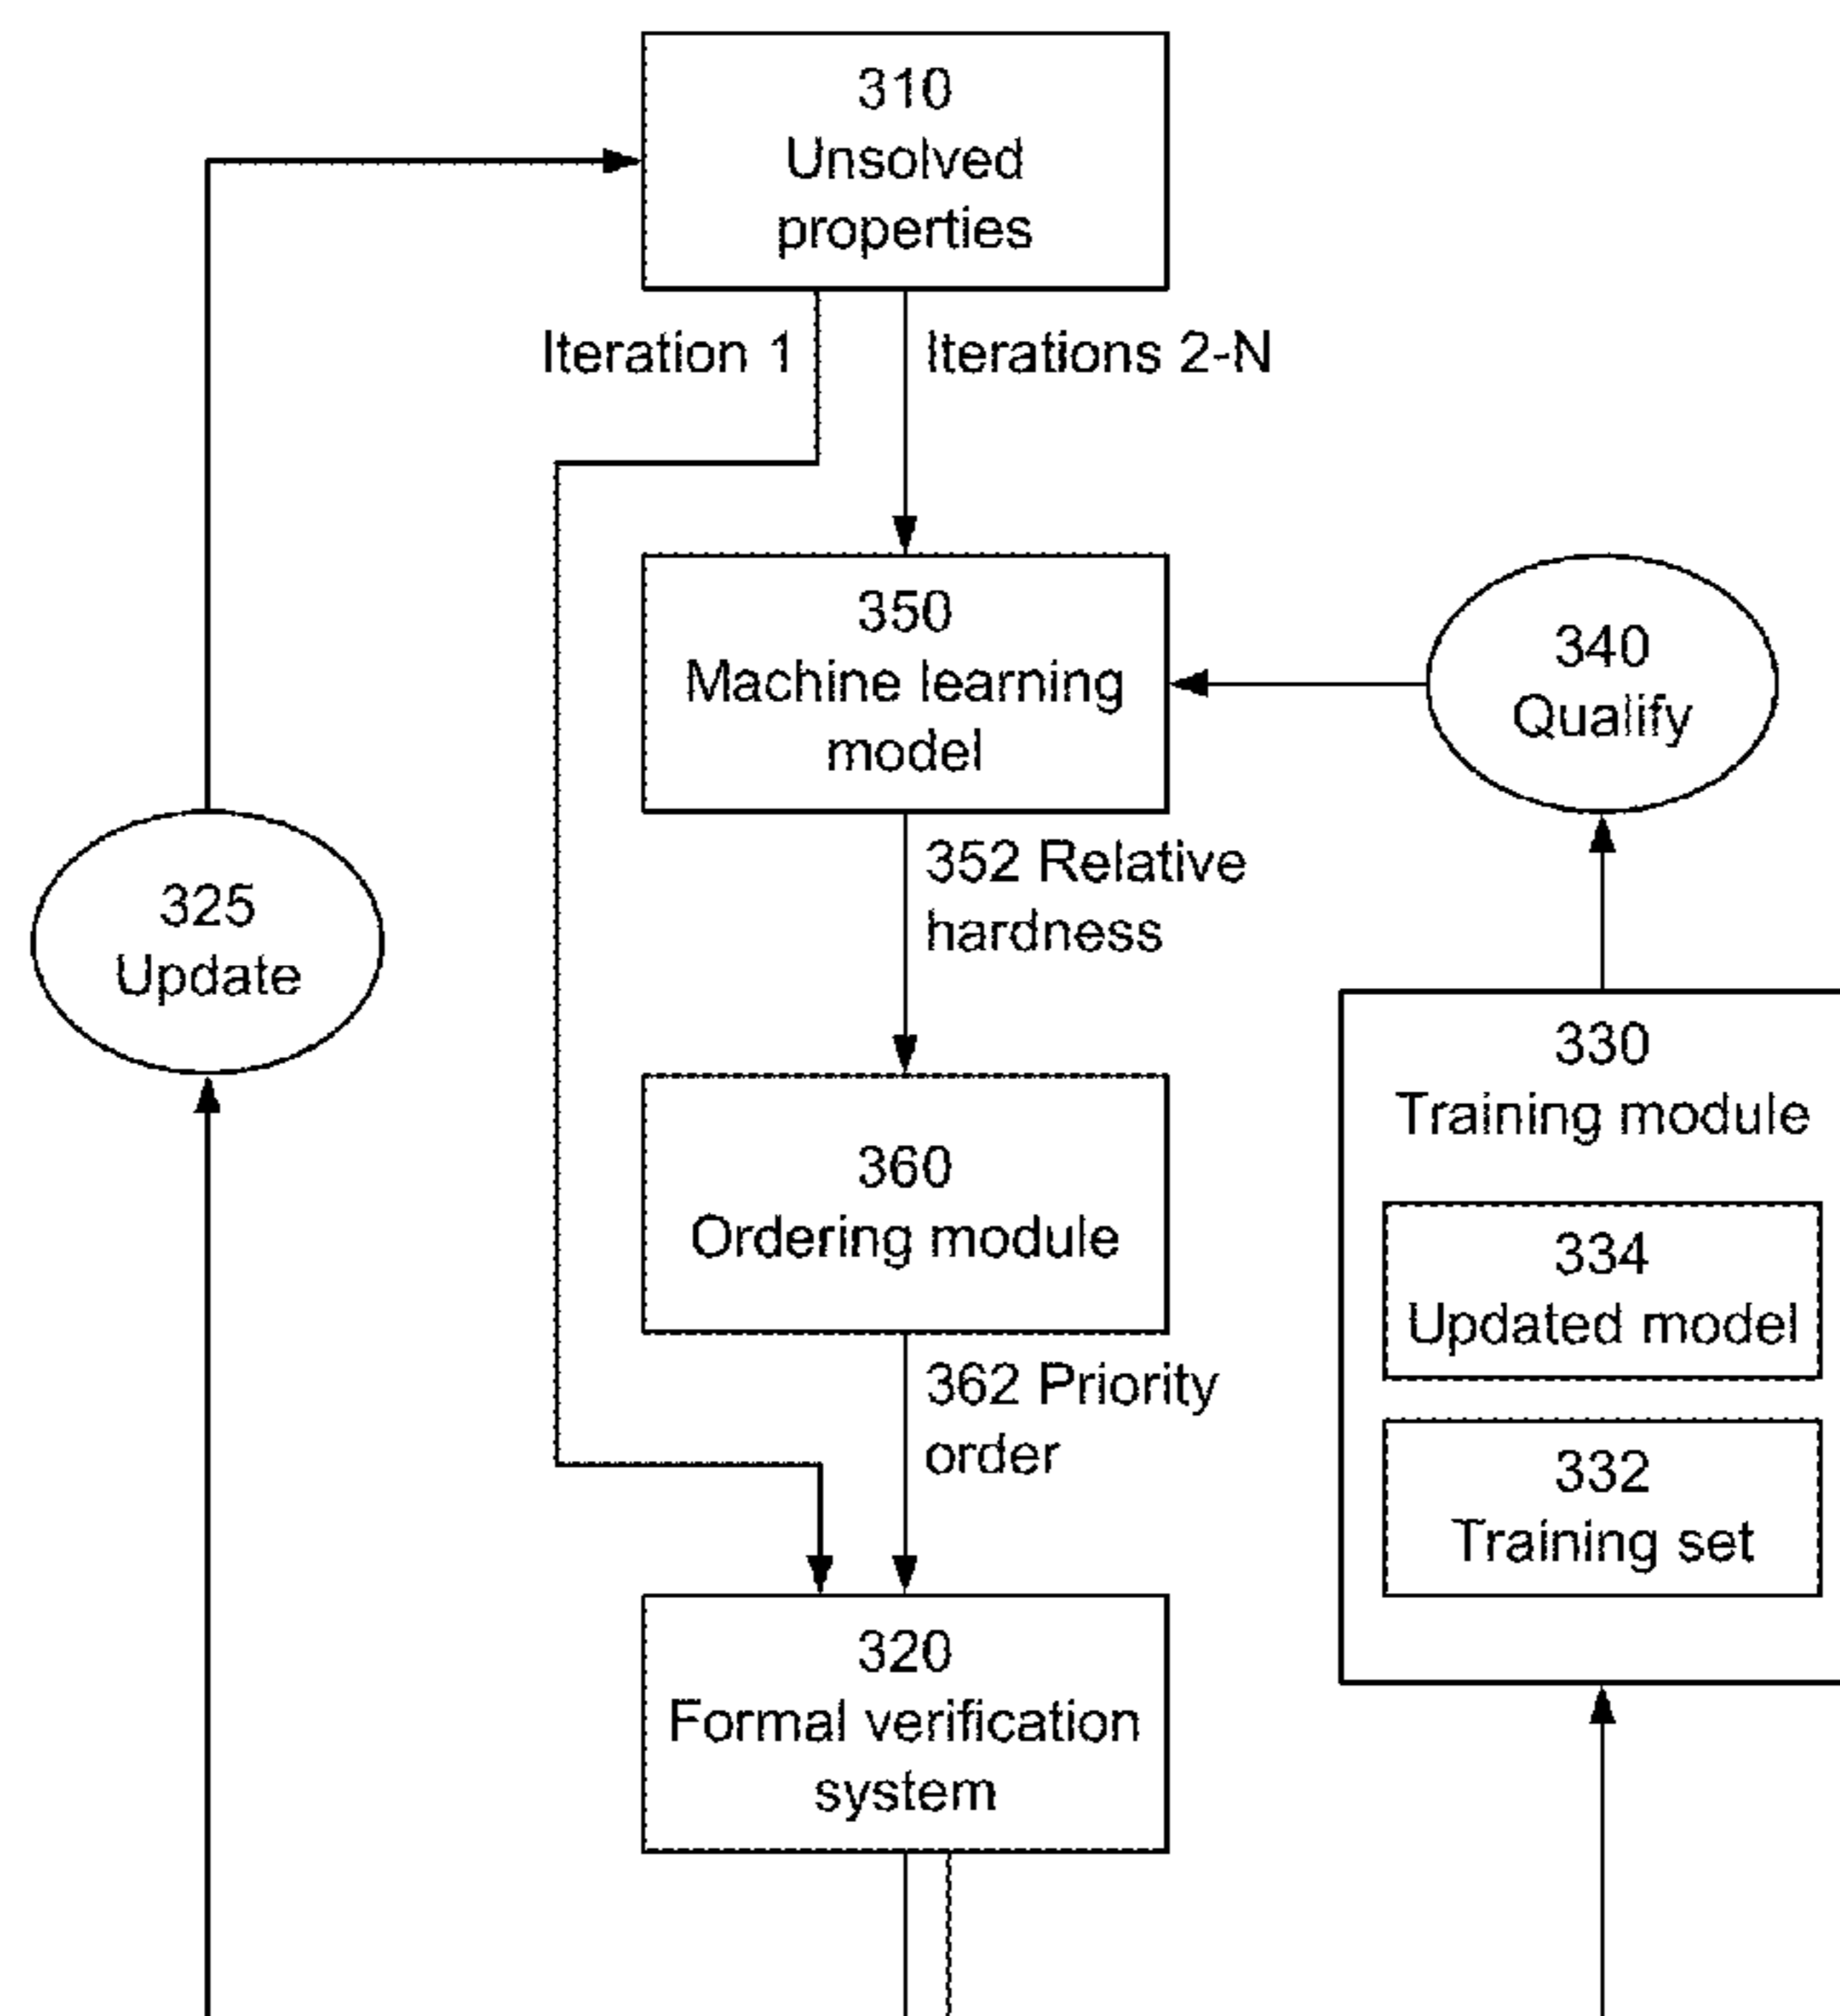 310
Unsolved
properties
Iteration 1
Iterations 2-N
350
Machine learning
model
340
Qualify
352 Relative
hardness
325
Update
330
Training module
360
Ordering module
334
Updated model
362 Priority
order
332
Training set
320
Formal verification
system